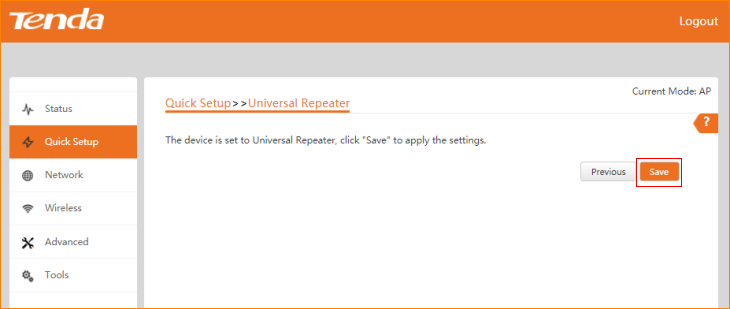 Tenda
Logout
Current Mode: AP
Status
Quick Setup
Network
Wireless
Advanced
Tools
Quick Setup>>Universal Repeater
?
The device is set to Universal Repeater, click "Save" to apply the settings.
Previous
Save